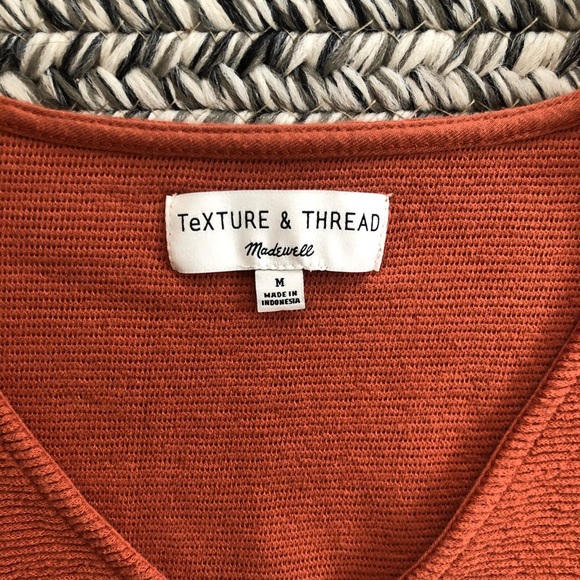 TeXTURE & THREAD
Madewell
M
MADE IN
INDONESIA